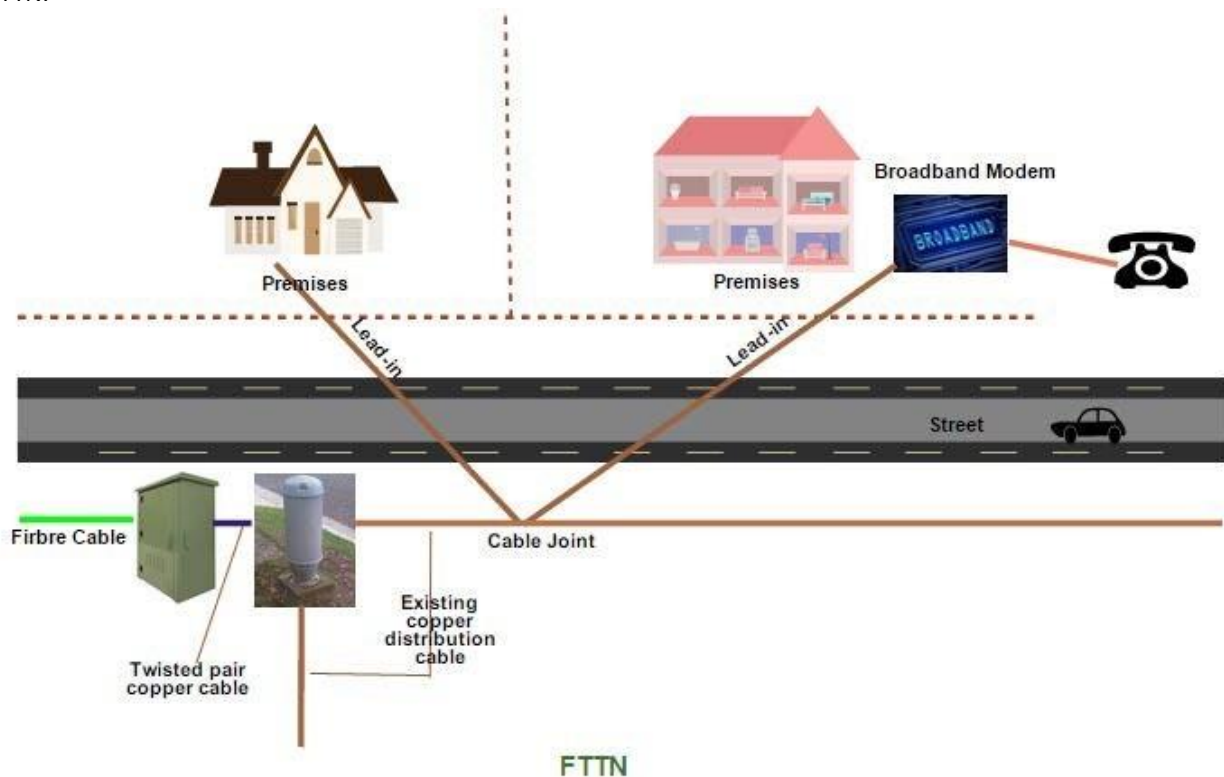 Broadband Modem
BROADBAND
Premises
Premises
Lead-in
Lead-in
Street
Firbre Cable
Cable Joint
Existing
copper
distribution
cable
Twisted pair
copper cable
FTTN